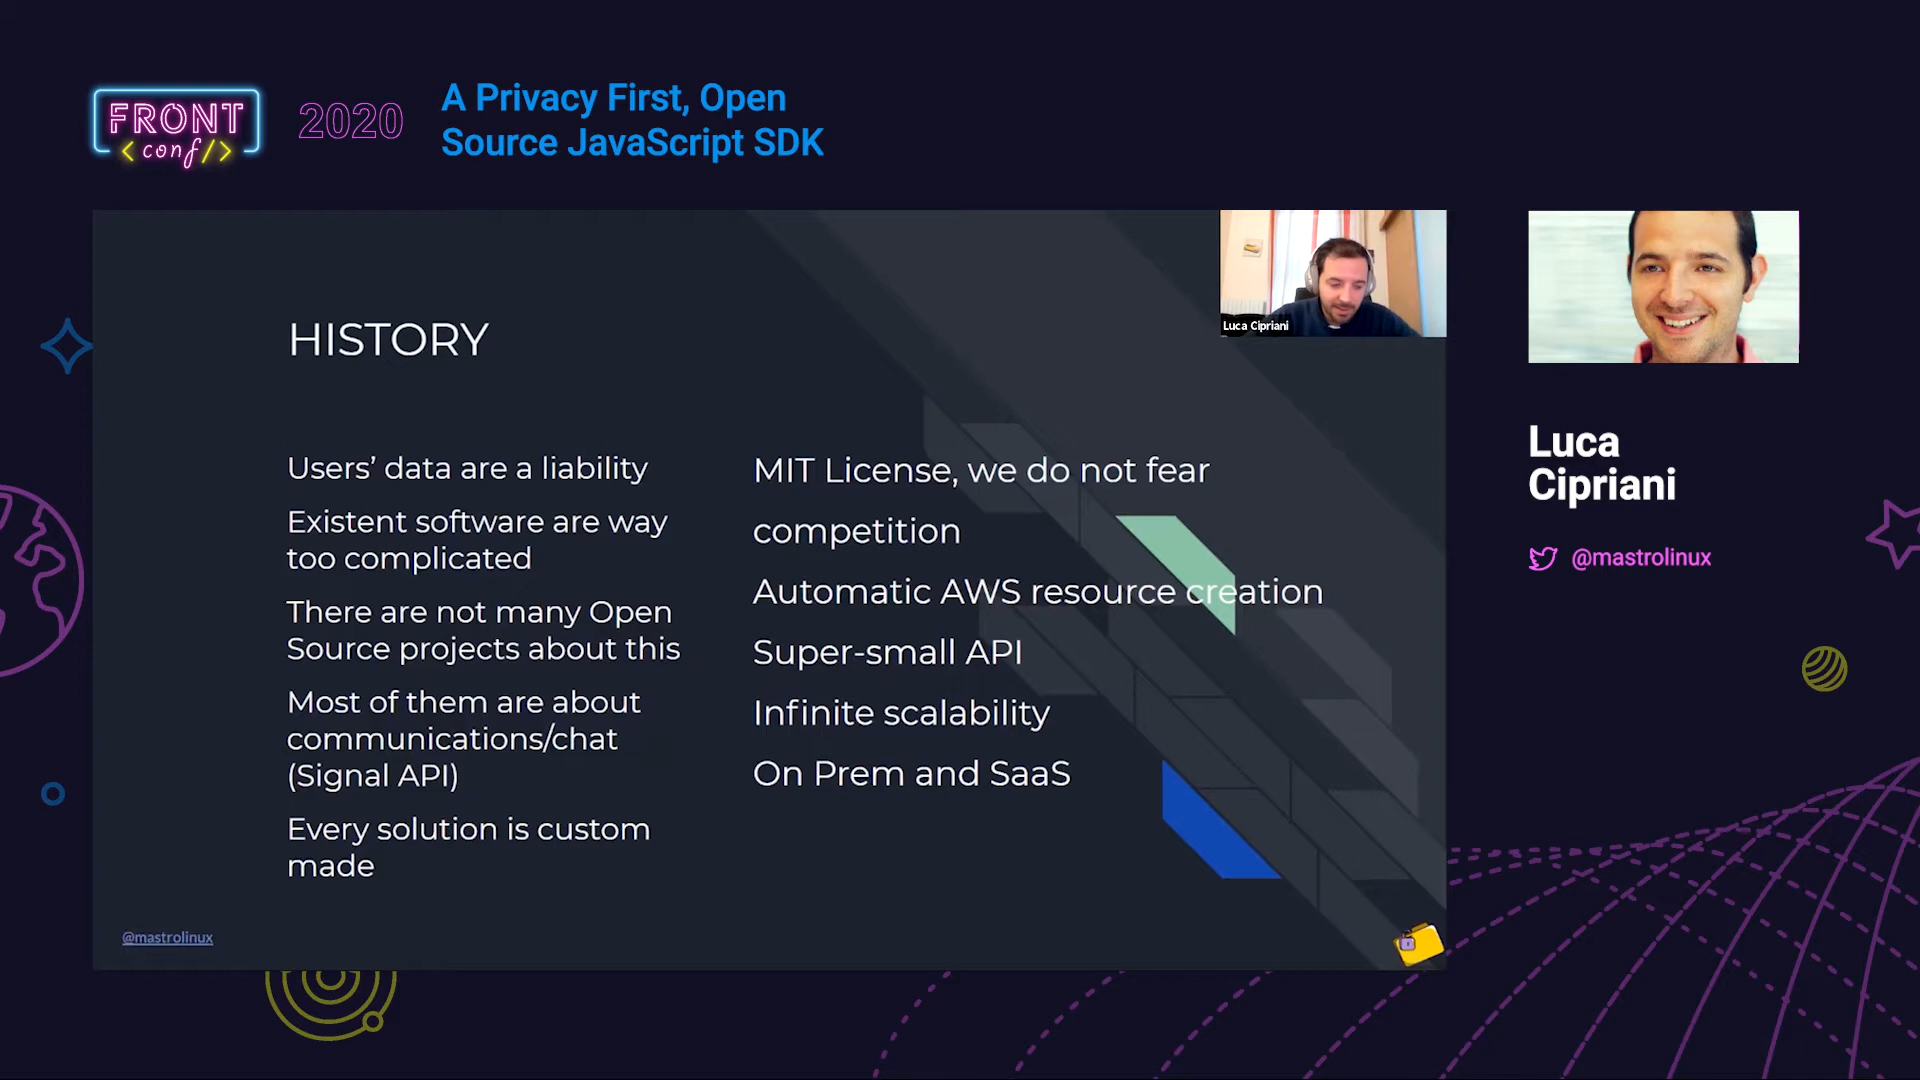 FRONT
<conf/>
2020
A Privacy First, Open
Source JavaScript SDK
Luca Cipriani
HISTORY
Users’ data are a liability
Existent software are way
too complicated
There are not many Open
Source projects about this
Most of them are about
communications/chat
(Signal API)
Every solution is custom
made
MIT License, we do not fear
competition
Automatic AWS resource creation
Super-small API
Infinite scalability
On Prem and SaaS
@mastrolinux
Luca
Cipriani
@mastrolinux